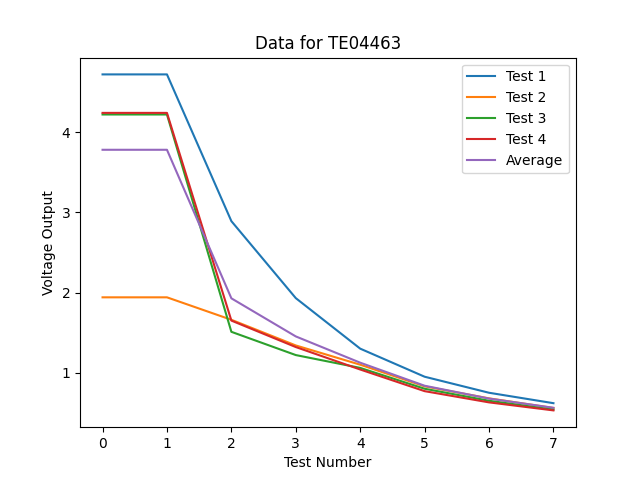 Data for TE04463
Test 1
Test 2
Test 3
Test 4
Average
Voltage Output
4
3
2
1
0 1 2 3 4 5 6 7
Test Number